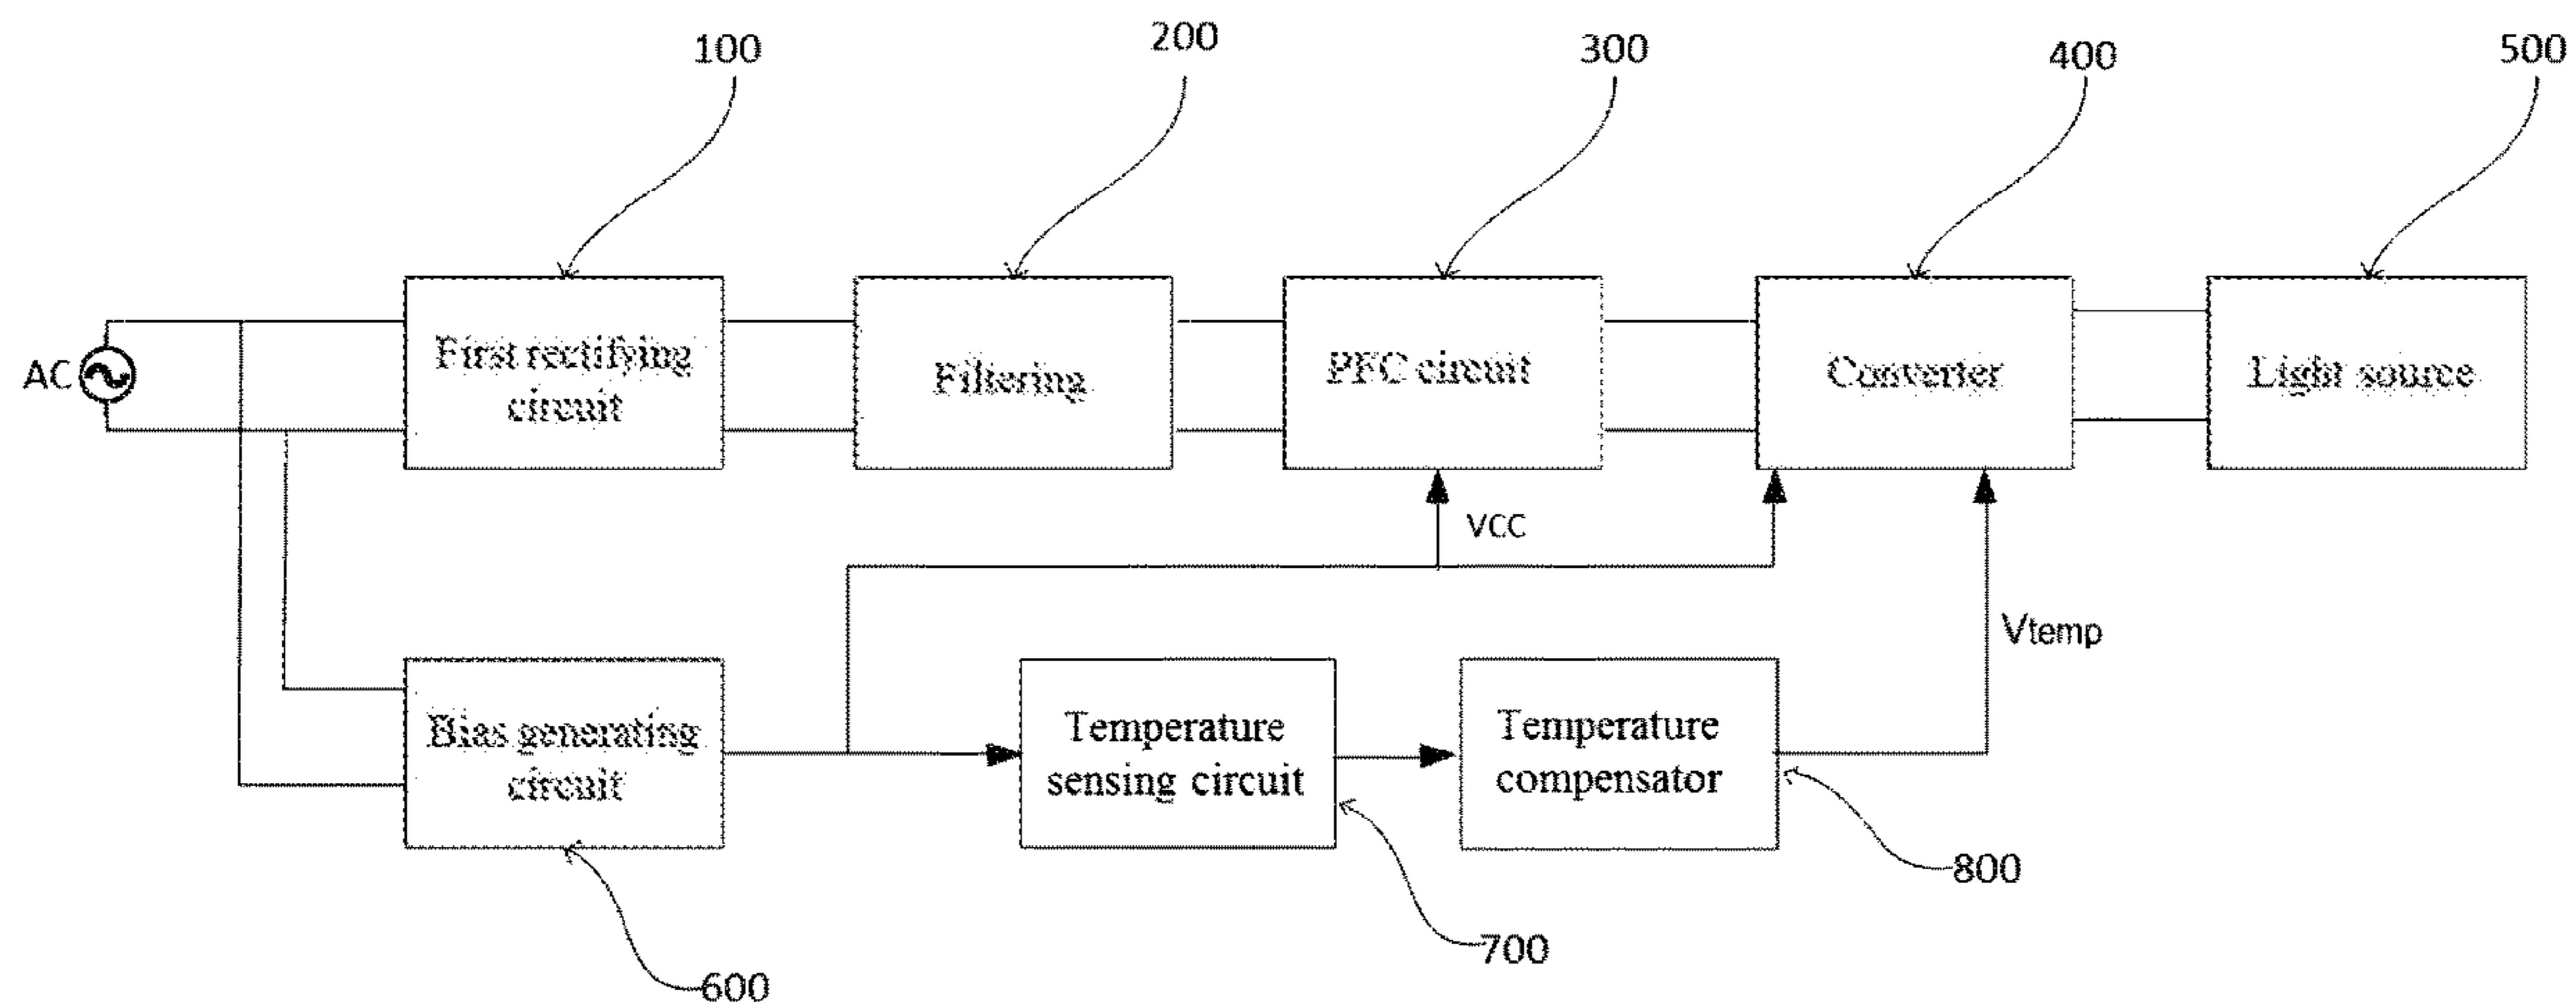 100
200
300
400
500
AC
First rectifying
circuit
Filtering
PFC circuit
Converter
Light source
VCC
Vtemp
Bias generating
circuit
Temperature
sensing circuit
Temperature
compensator
800
700
600